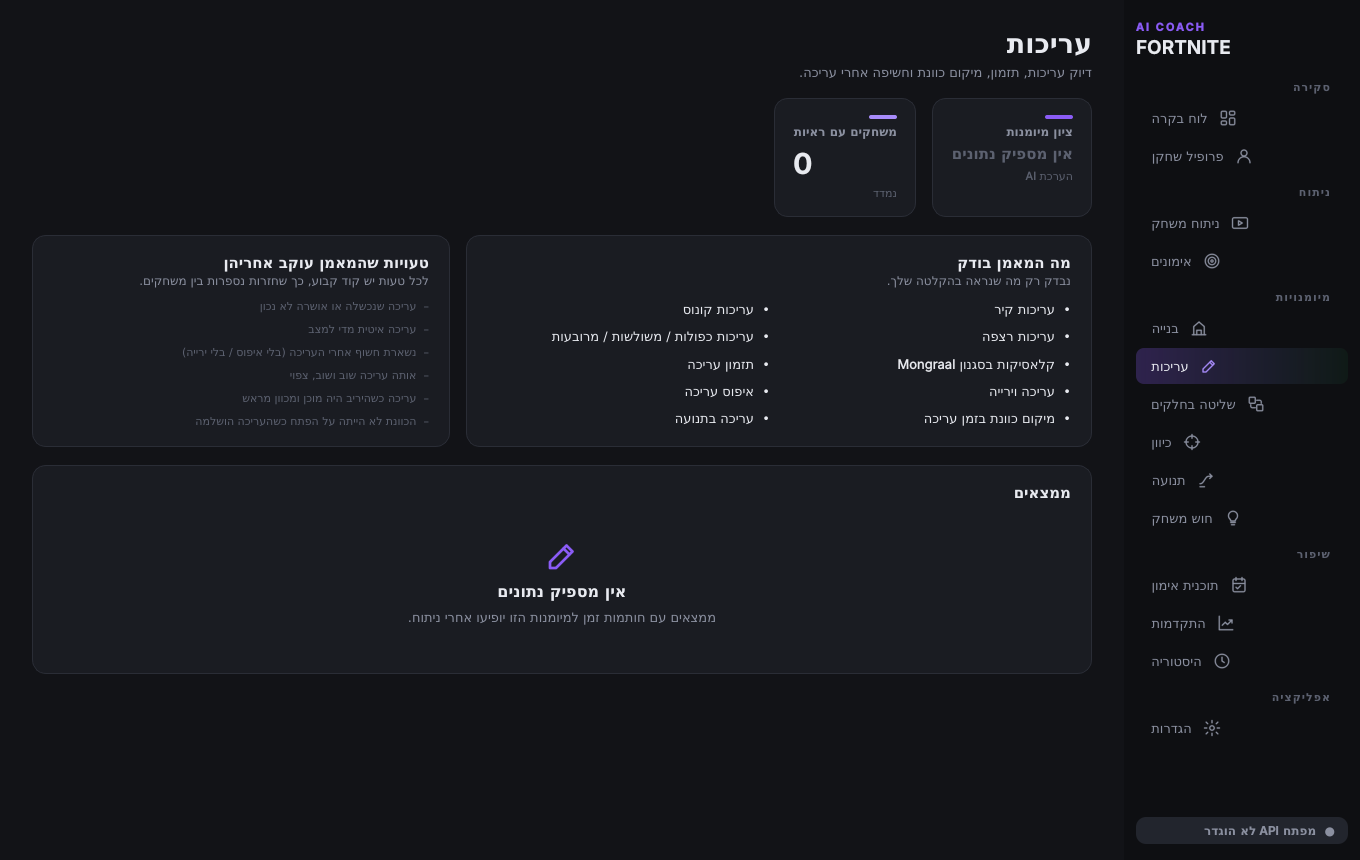 AI COACH
FORTNITE
סקירה
לוח בקרה
פרופיל שחקן
ניתוח
ניתוח משחק
אימונים
מיומנויות
בנייה
עריכות
שליטה בחלקים
כיוון
תנועה
חוש משחק
שיפור
תוכנית אימון
התקדמות
היסטוריה
אפליקציה
הגדרות
מפתח API לא הוגדר
עריכות
דיוק עריכות, תזמון, מיקום כוונת וחשיפה אחרי עריכה.
ציון מיומנות
אין מספיק נתונים
הערכת AI
משחקים עם ראיות
0
נמדד
מה המאמן בודק
נבדק רק מה שנראה בהקלטה שלך.
• עריכות קיר
• עריכות קונוס
• עריכות רצפה
• עריכות כפולות / משולשות / מרובעות
• קלאסיקות בסגנון Mongraal
• תזמון עריכה
• עריכה וירייה
• איפוס עריכה
• מיקום כוונת בזמן עריכה
• עריכה בתנועה
טעויות שהמאמן עוקב אחריהן
לכל טעות יש קוד קבוע, כך שחזרות נספרות בין משחקים.
– עריכה שנכשלה או אושרה לא נכון
– עריכה איטית מדי למצב
– נשארת חשוף אחרי העריכה (בלי איפוס / בלי ירייה)
– אותה עריכה שוב ושוב, צפוי
– עריכה כשהיריב היה מוכן ומכוון מראש
– הכוונת לא הייתה על הפתח כשהעריכה הושלמה
ממצאים
אין מספיק נתונים
ממצאים עם חותמות זמן למיומנות הזו יופיעו אחרי ניתוח.